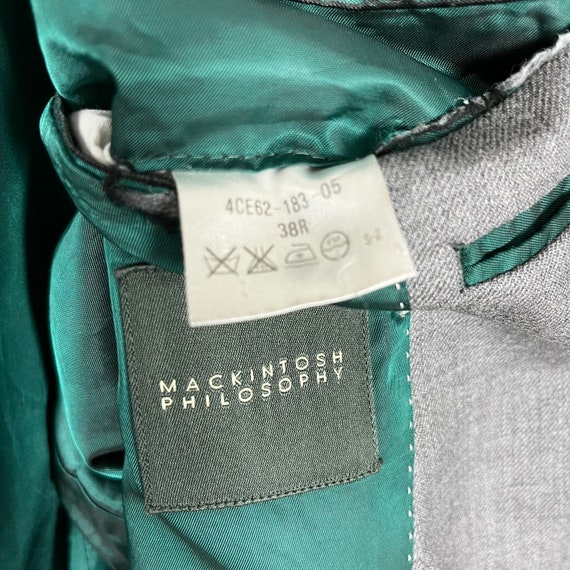 4CE62-183-05
38R
S-Z
MACKINTOSH
PHILOSOPHY